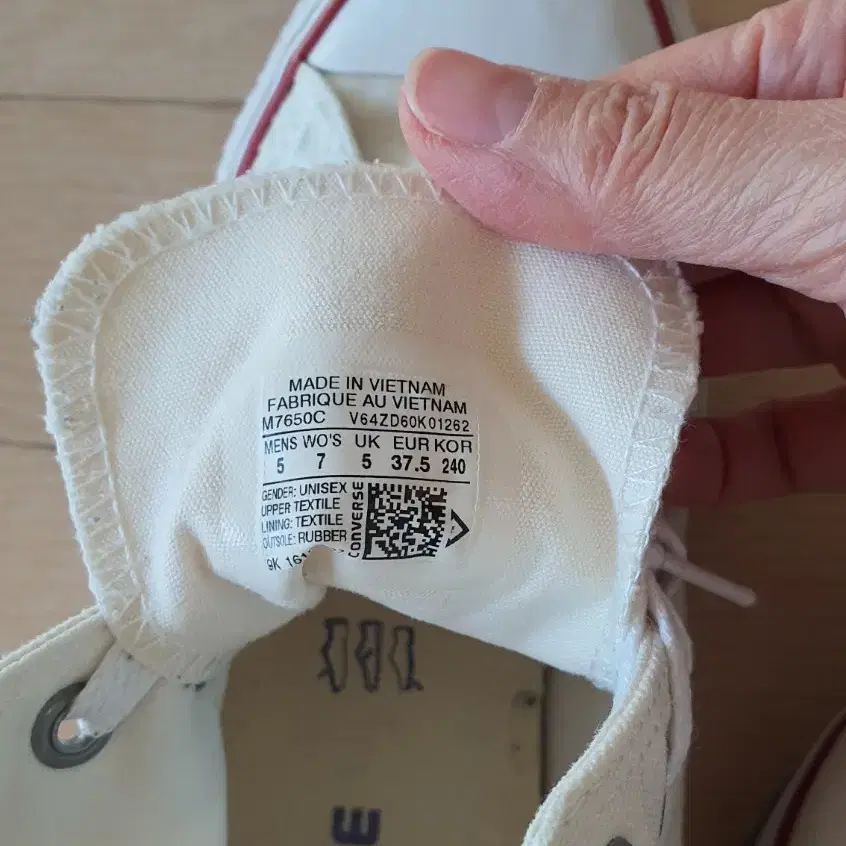 MADE IN VIETNAM
FABRIQUE AU VIETNAM
M7650C V64ZD60K01262
MENS WO'S UK EUR KOR
5 7 5 37.5 240
GENDER: UNISEX
UPPER TEXTILE
LINING: TEXTILE
OUTSOLE: RUBBER
CONVERSE